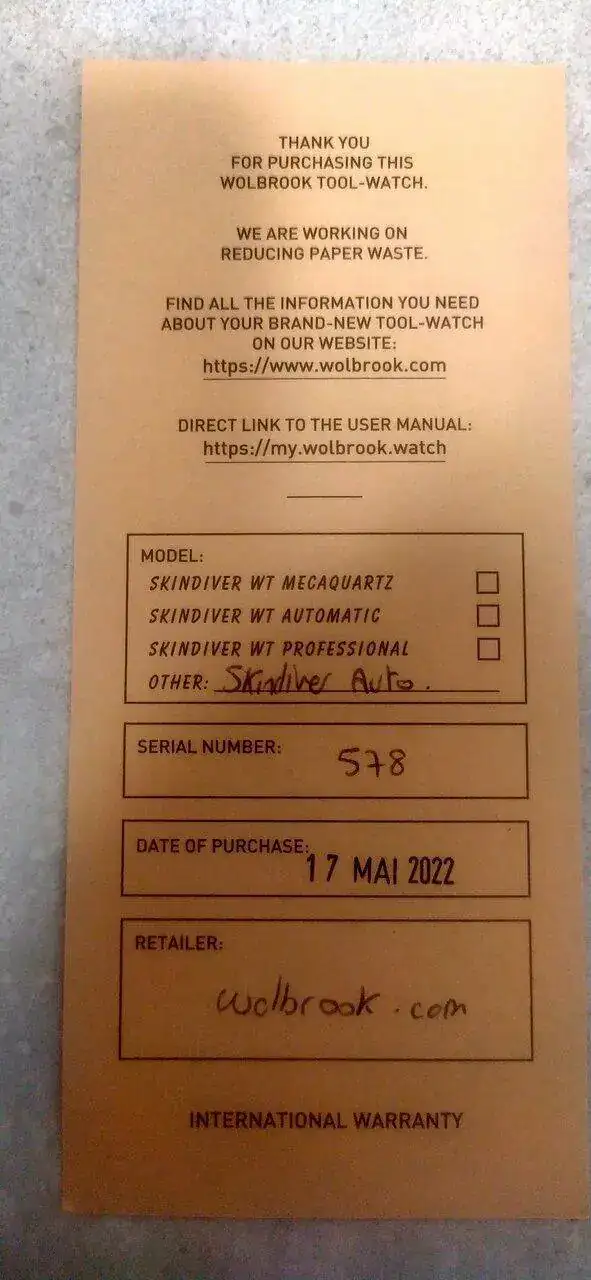 THANK YOU
FOR PURCHASING THIS
WOLBROOK TOOL-WATCH.
WE ARE WORKING ON
REDUCING PAPER WASTE.
FIND ALL THE INFORMATION YOU NEED
ABOUT YOUR BRAND-NEW TOOL-WATCH
ON OUR WEBSITE:
https://www.wolbrook.com
DIRECT LINK TO THE USER MANUAL:
https://my.wolbrook.watch
MODEL:
SKINDIVER WT MECAQUARTZ
SKINDIVER WT AUTOMATIC
SKINDIVER WT PROFESSIONAL
OTHER: Skindiver Auto.
SERIAL NUMBER: 578
DATE OF PURCHASE: 17 MAI 2022
RETAILER:
wolbrook.com
INTERNATIONAL WARRANTY